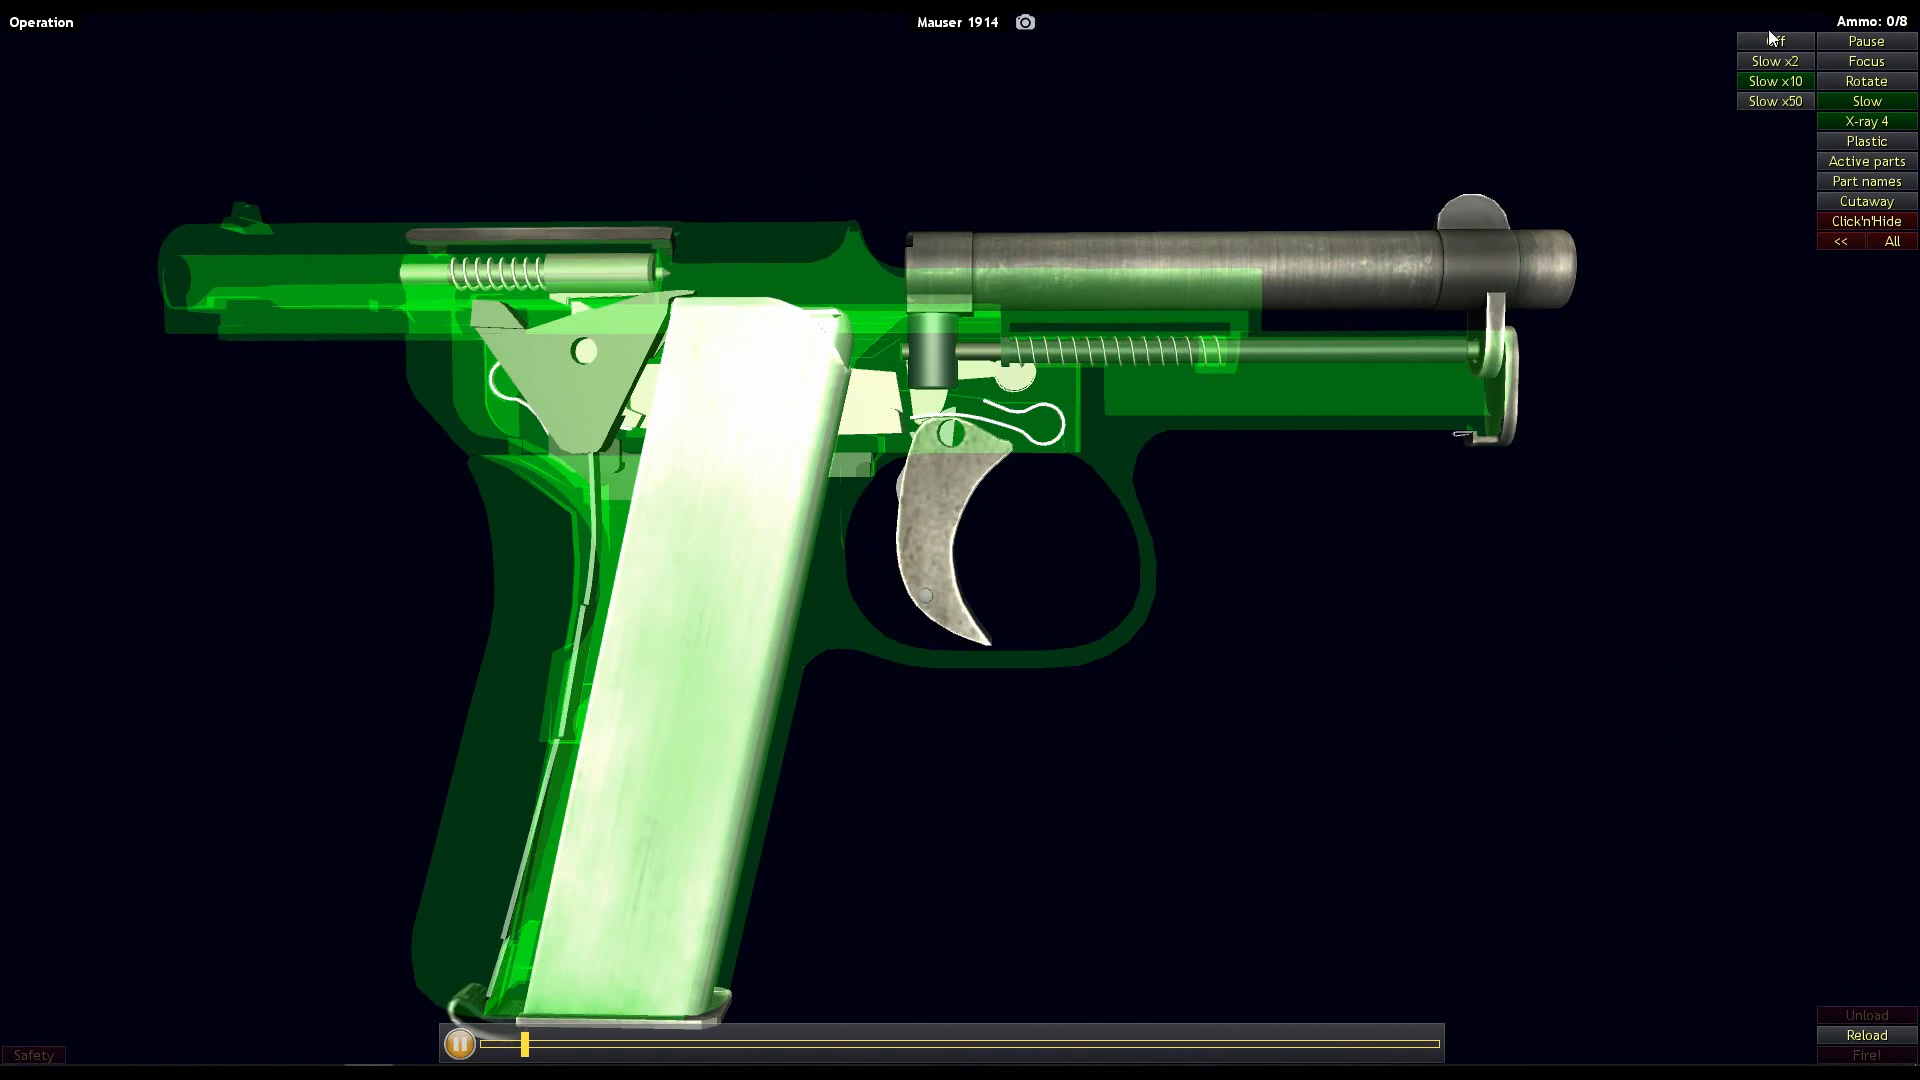 Operation
Mauser 1914
Ammo: 0/8
Pause
Slow x2
Focus
Slow x10
Rotate
Slow x50
Slow
X-ray 4
Plastic
Active parts
Part names
Cutaway
Click'n'Hide
<< All
Unload
Reload
Safety
Fire!